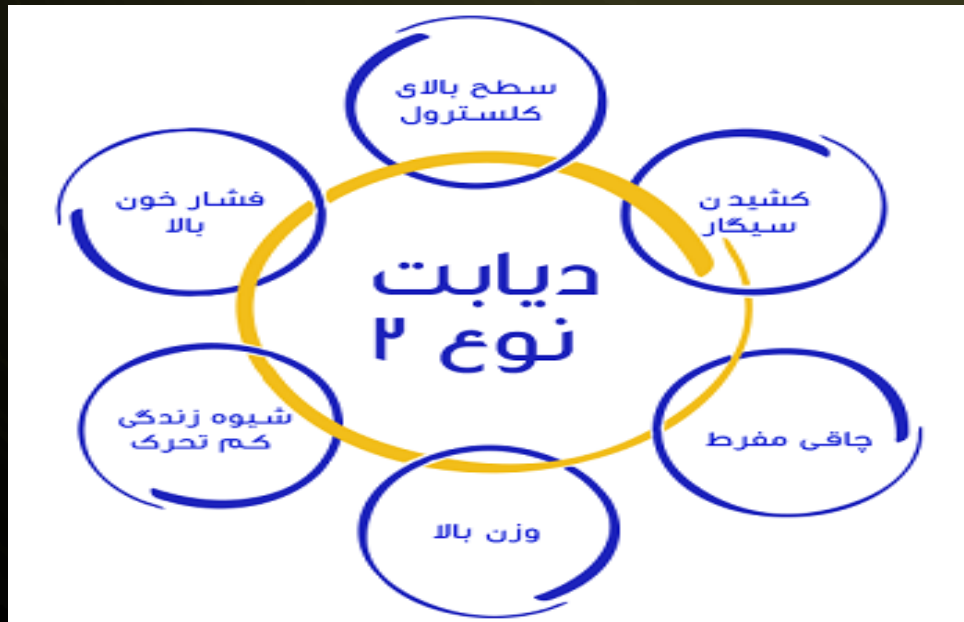 سطح بالای
کلسترول
کشیدن
سیگار
فشار خون
بالا
دیابت
نوع ۲
شیوه زندگی
کم تحرک
چاقی مفرط
وزن بالا